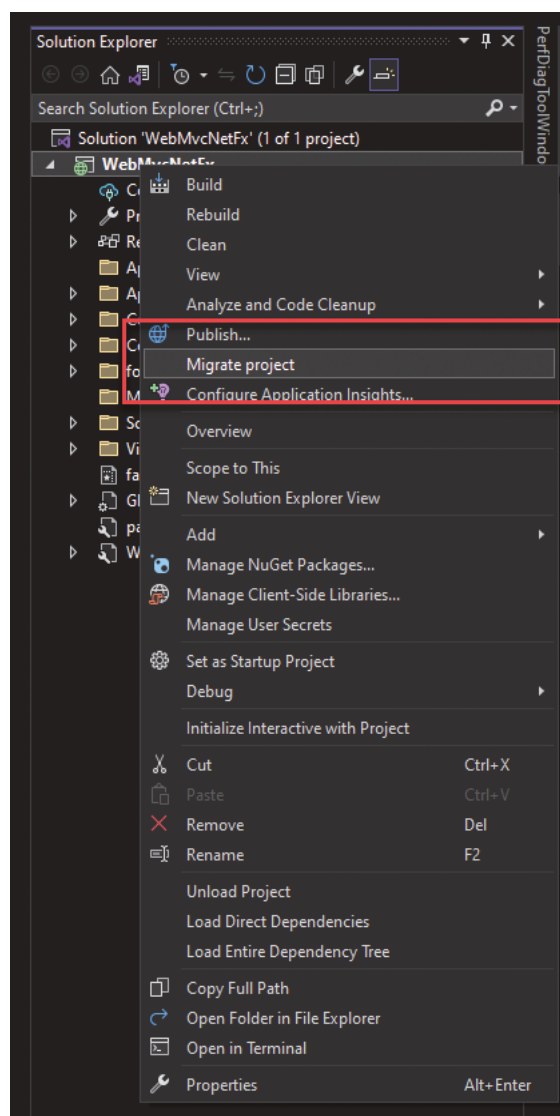 Solution Explorer
Search Solution Explorer (Ctrl+;)
Solution 'WebMvcNetFx' (1 of 1 project)
WebMvcNetFx
Build
Rebuild
Clean
View
Analyze and Code Cleanup
Publish...
Migrate project
Configure Application Insights...
Overview
Scope to This
New Solution Explorer View
Add
Manage NuGet Packages...
Manage Client-Side Libraries...
Manage User Secrets
Set as Startup Project
Debug
Initialize Interactive with Project
Cut Ctrl+X
Paste Ctrl+V
Remove Del
Rename F2
Unload Project
Load Direct Dependencies
Load Entire Dependency Tree
Copy Full Path
Open Folder in File Explorer
Open in Terminal
Properties Alt+Enter
PerfDiagToolWindo